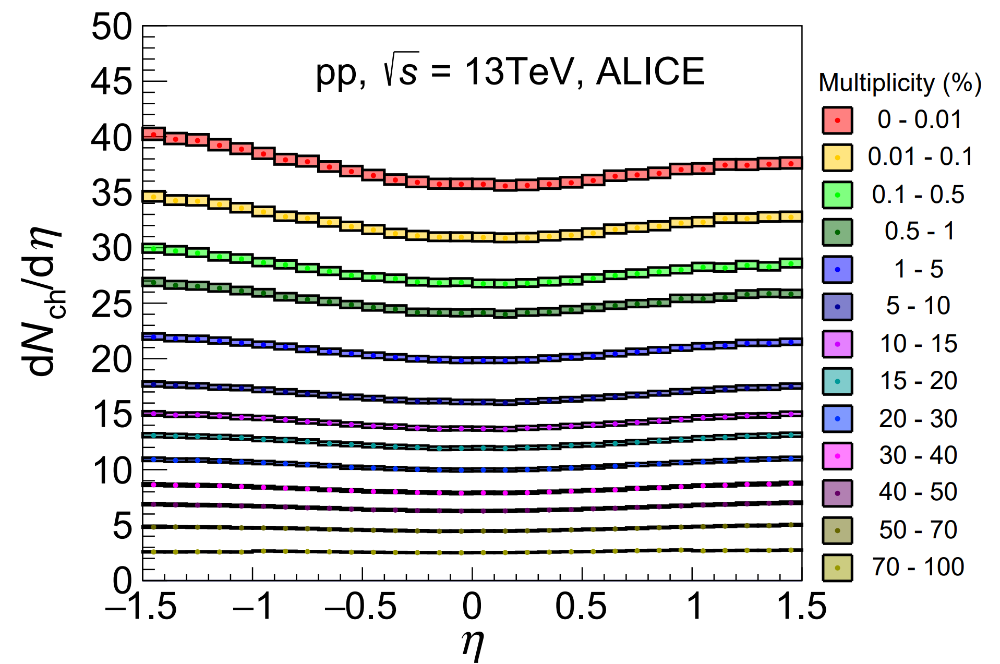 pp, √s = 13TeV, ALICE
dN_ch/dη
50
45
40
35
30
25
20
15
10
5
0
–1.5 –1 –0.5 0 0.5 1 1.5
η
Multiplicity (%)
0 - 0.01
0.01 - 0.1
0.1 - 0.5
0.5 - 1
1 - 5
5 - 10
10 - 15
15 - 20
20 - 30
30 - 40
40 - 50
50 - 70
70 - 100